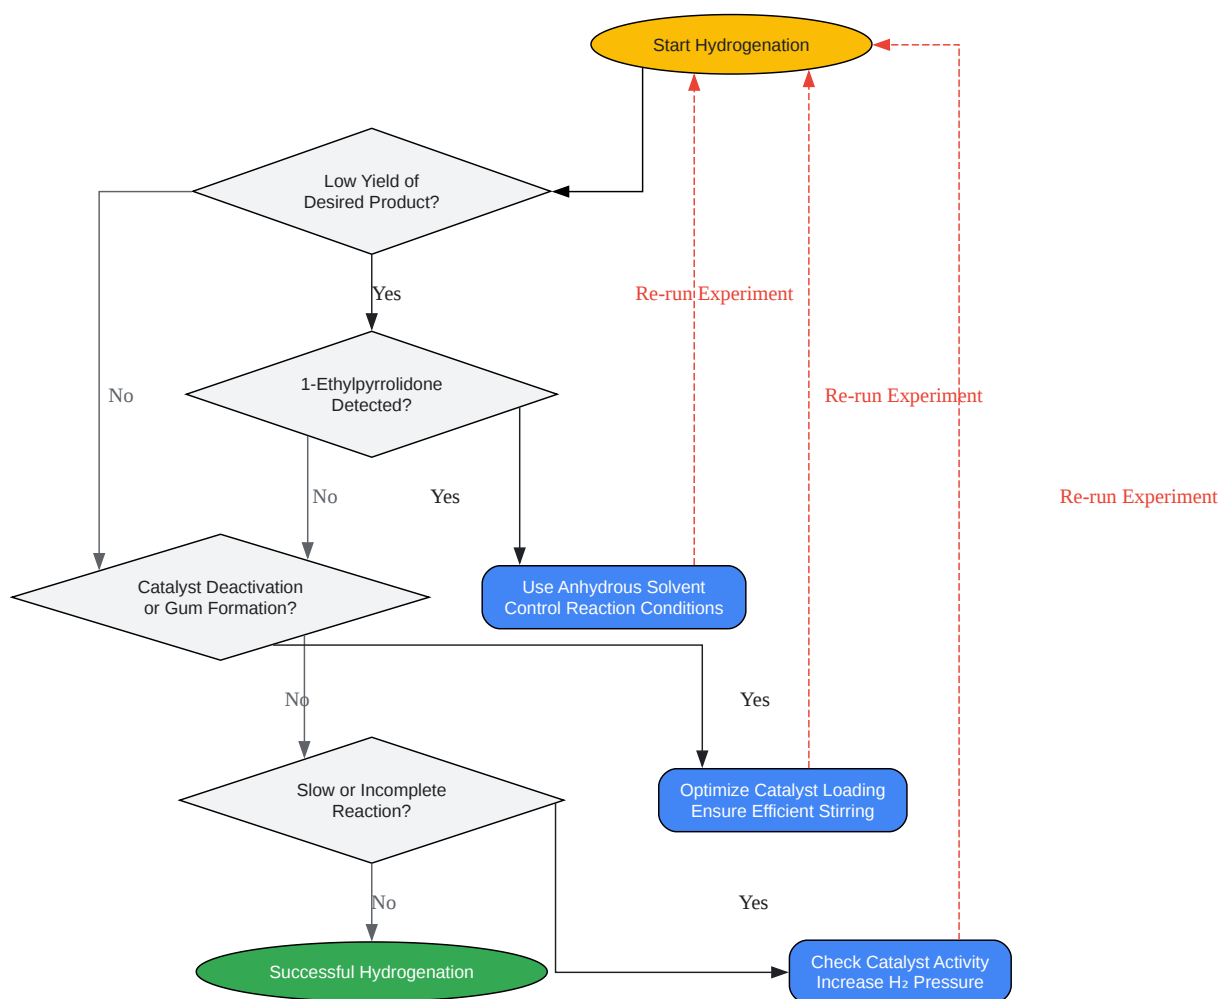 Start Hydrogenation
Low Yield of
Desired Product?
Yes
Re-run Experiment
No
1-Ethylpyrrolidone
Detected?
Re-run Experiment
No
Yes
Re-run Experiment
Catalyst Deactivation
or Gum Formation?
Use Anhydrous Solvent
Control Reaction Conditions
No
Yes
Slow or Incomplete
Reaction?
Optimize Catalyst Loading
Ensure Efficient Stirring
No
Yes
Successful Hydrogenation
Check Catalyst Activity
Increase H₂ Pressure